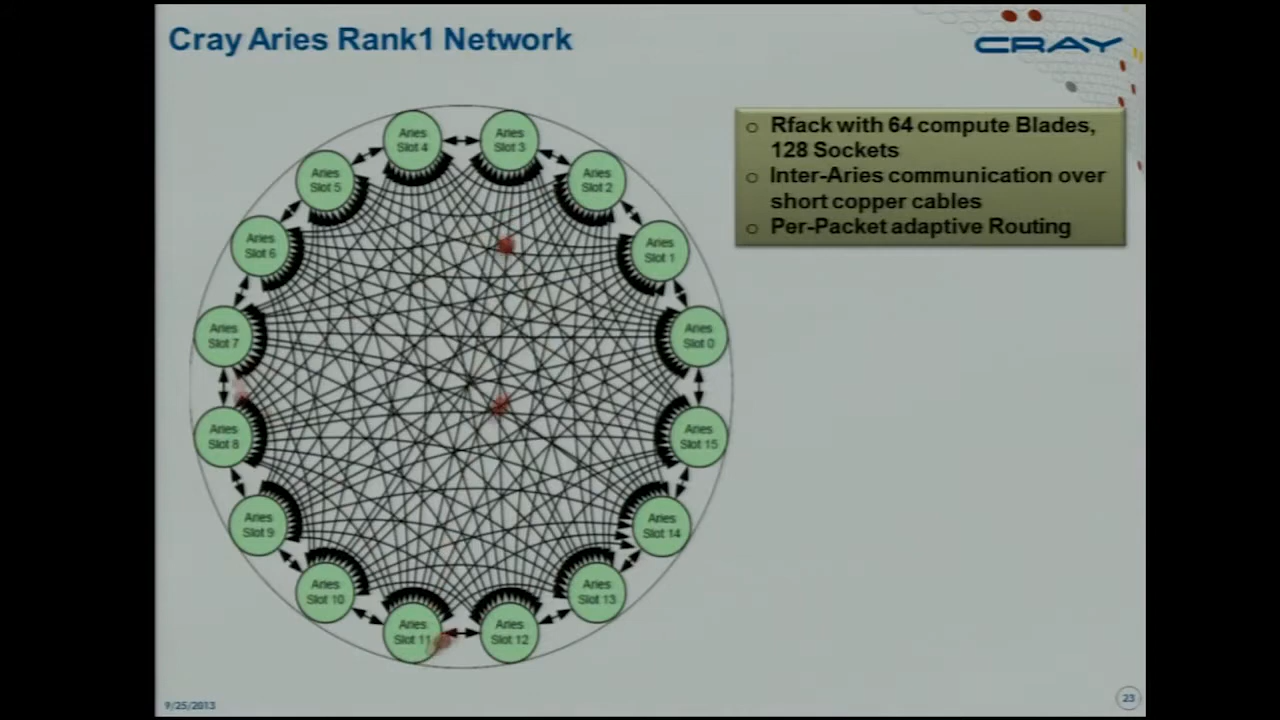 Cray Aries Rank1 Network
CRAY
Rfack with 64 compute Blades,
128 Sockets
Inter-Aries communication over
short copper cables
Per-Packet adaptive Routing
Aries
Slot 4
Aries
Slot 3
Aries
Slot 5
Aries
Slot 2
Aries
Slot 6
Aries
Slot 1
Aries
Slot 7
Aries
Slot 0
Aries
Slot 8
Aries
Slot 15
Aries
Slot 9
Aries
Slot 14
Aries
Slot 10
Aries
Slot 13
Aries
Slot 11
Aries
Slot 12
9/25/2013
23